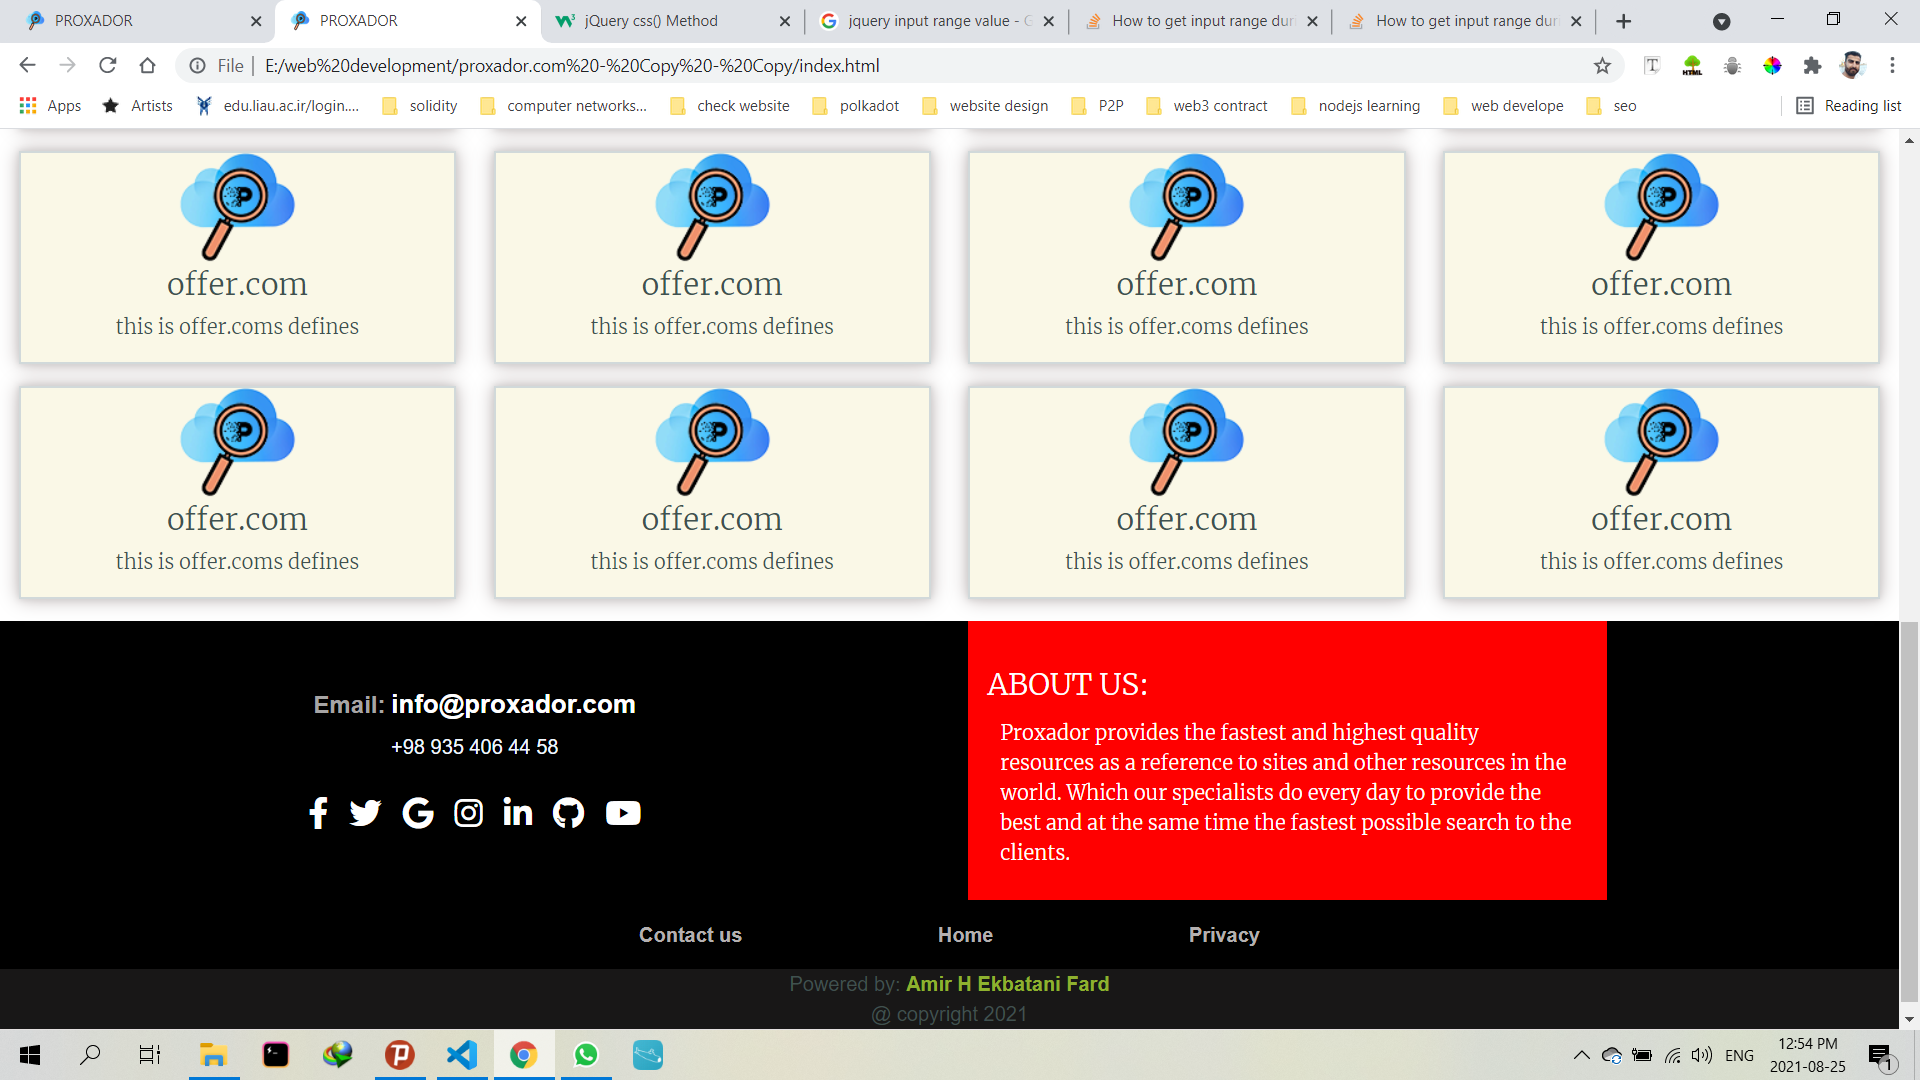 PROXADOR
PROXADOR
jQuery css() Method
jquery input range value - G
How to get input range dur
How to get input range dur
File
E:/web%20development/proxador.com%20-%20Copy%20-%20Copy/index.html
Apps
Artists
edu.liau.ac.ir/login....
solidity
computer networks...
check website
polkadot
website design
P2P
web3 contract
nodejs learning
web develope
seo
Reading list
offer.com
this is offer.coms defines
offer.com
this is offer.coms defines
offer.com
this is offer.coms defines
offer.com
this is offer.coms defines
offer.com
this is offer.coms defines
offer.com
this is offer.coms defines
offer.com
this is offer.coms defines
offer.com
this is offer.coms defines
Email: info@proxador.com
+98 935 406 44 58
ABOUT US:
Proxador provides the fastest and highest quality
resources as a reference to sites and other resources in the
world. Which our specialists do every day to provide the
best and at the same time the fastest possible search to the
clients.
Contact us
Home
Privacy
Powered by: Amir H Ekbatani Fard
@ copyright 2021
ENG
12:54 PM
2021-08-25
1